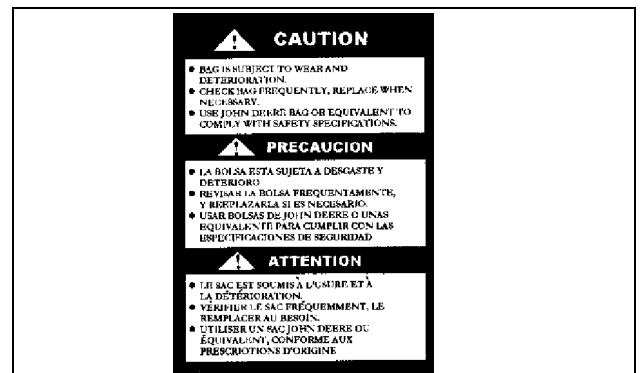 CAUTION
● BAG IS SUBJECT TO WEAR AND
DETERIORATION.
● CHECK BAG FREQUENTLY, REPLACE WHEN
NECESSARY.
● USE JOHN DEERE BAG OR EQUIVALENT TO
COMPLY WITH SAFETY SPECIFICATIONS.
PRECAUCION
● LA BOLSA ESTA SUJETA A DESGASTE Y
DETERIORO
● REVISAR LA BOLSA FREQUENTAMENTE,
Y REEPLAZARLA SI ES NECESARIO.
● USAR BOLSAS DE JOHN DEERE O UNAS
EQUIVALENTE PARA CUMPLIR CON LAS
ESPECIFICACIONES DE SEGURIDAD
ATTENTION
● LE SAC EST SOUMIS À L'USURE ET À
LA DÉTÉRIORATION.
● VÉRIFIER LE SAC FRÉQUEMMENT, LE
REMPLACER AU BESOIN.
● UTILISER UN SAC JOHN DEERE OU
ÉQUIVALENT, CONFORME AUX
PRESCRIOTIONS D'ORIGINE